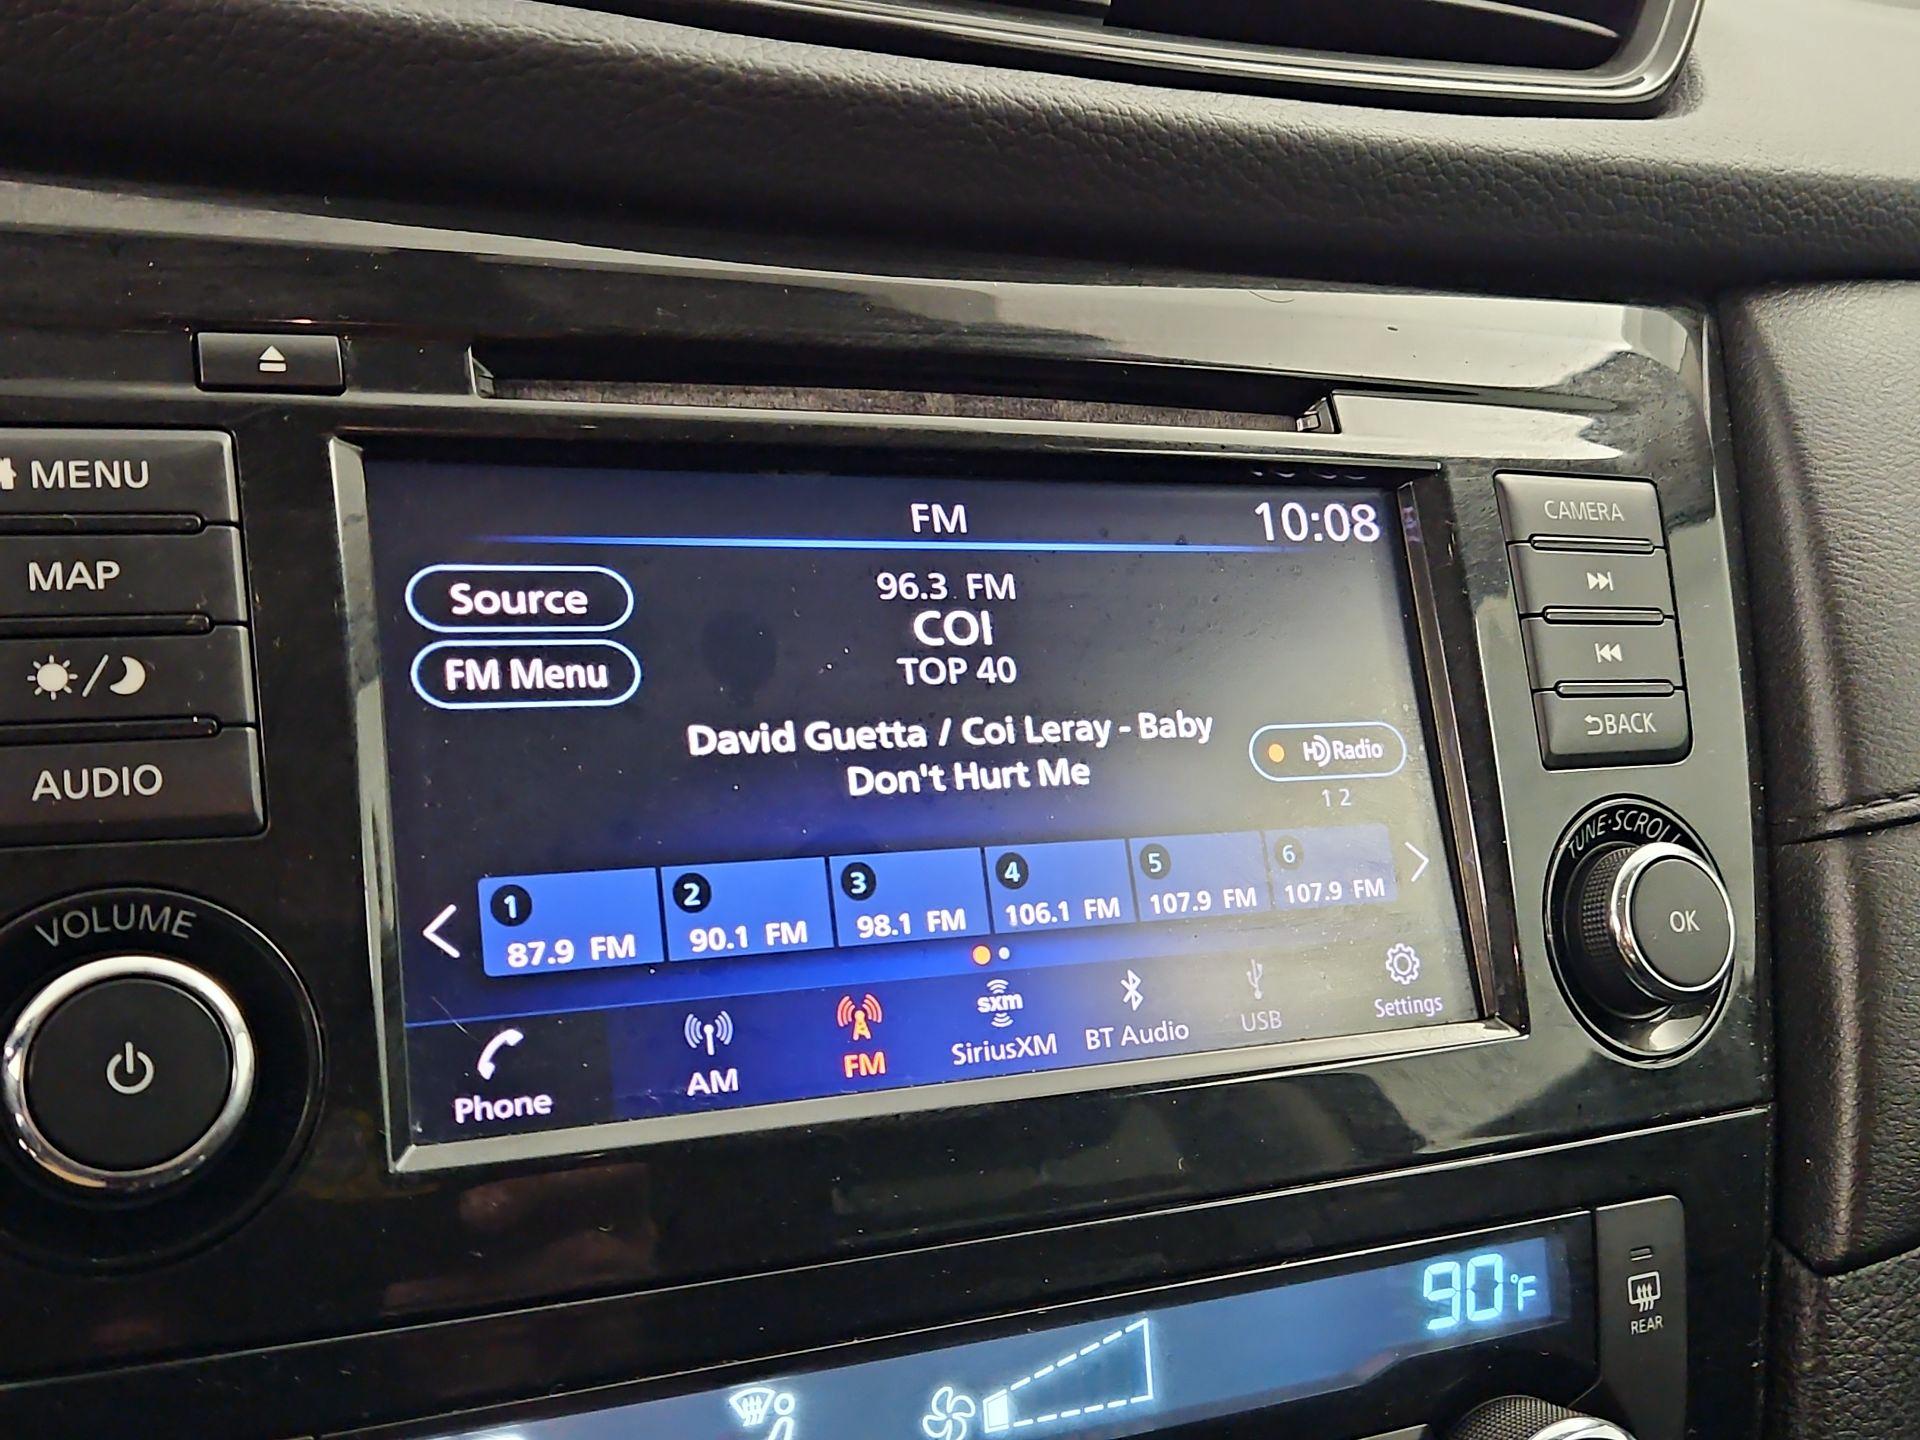 MENU
MAP
AUDIO
VOLUME
FM
10:08
Source
FM Menu
96.3 FM
COI
TOP 40
David Guetta / Coi Leray - Baby
Don't Hurt Me
HD Radio
1 2
1
87.9 FM
2
90.1 FM
3
98.1 FM
4
106.1 FM
5
107.9 FM
6
107.9 FM
Phone
AM
FM
sxm
SiriusXM
BT Audio
USB
Settings
CAMERA
BACK
TUNE·SCROLL
OK
90°F
REAR